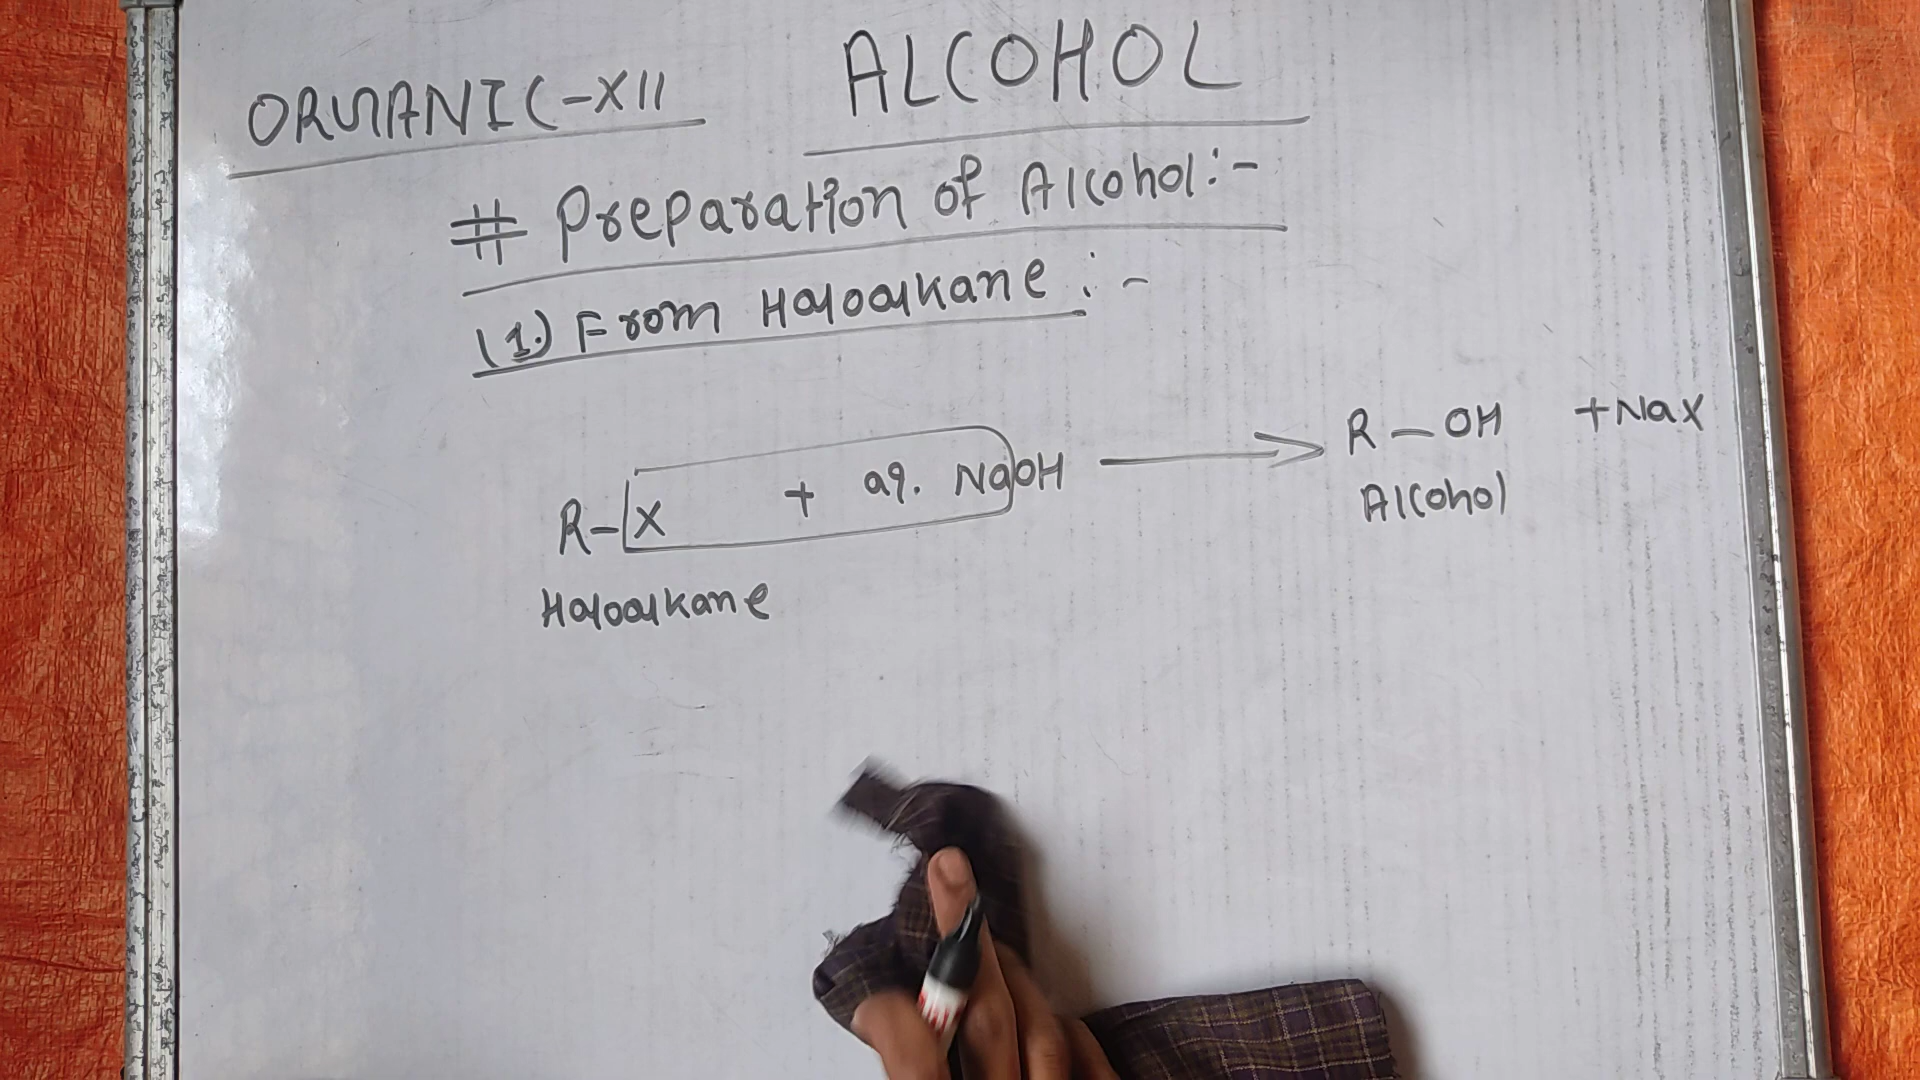 ORGANIC-XII
ALCOHOL
# Preparation of Alcohol:-
(1.) From Haloalkane :-
R-X + aq. NaOH ⟶ R-OH +NaX
Haloalkane
Alcohol